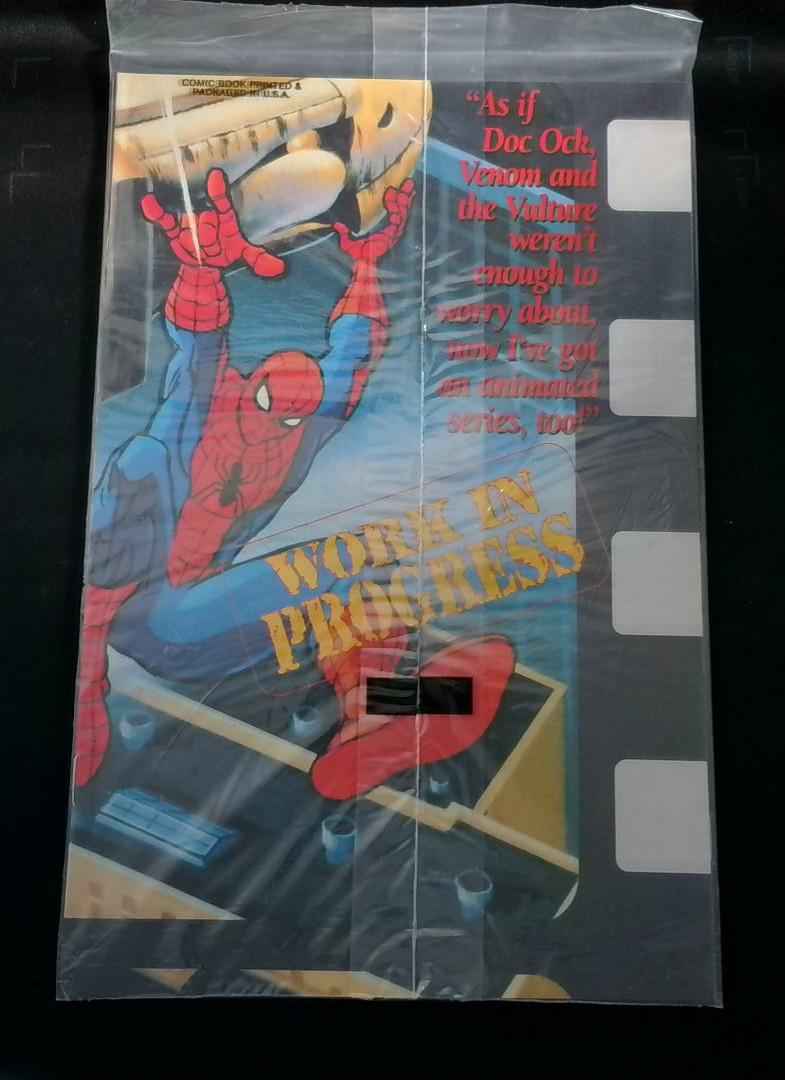 COMIC BOOK PRINTED &
PACKAGED IN U.S.A.
“As if
Doc Ock,
Venom and
the Vulture
weren't
enough to
worry about,
now I've got
an animated
series, too!”
WORK IN
PROGRESS